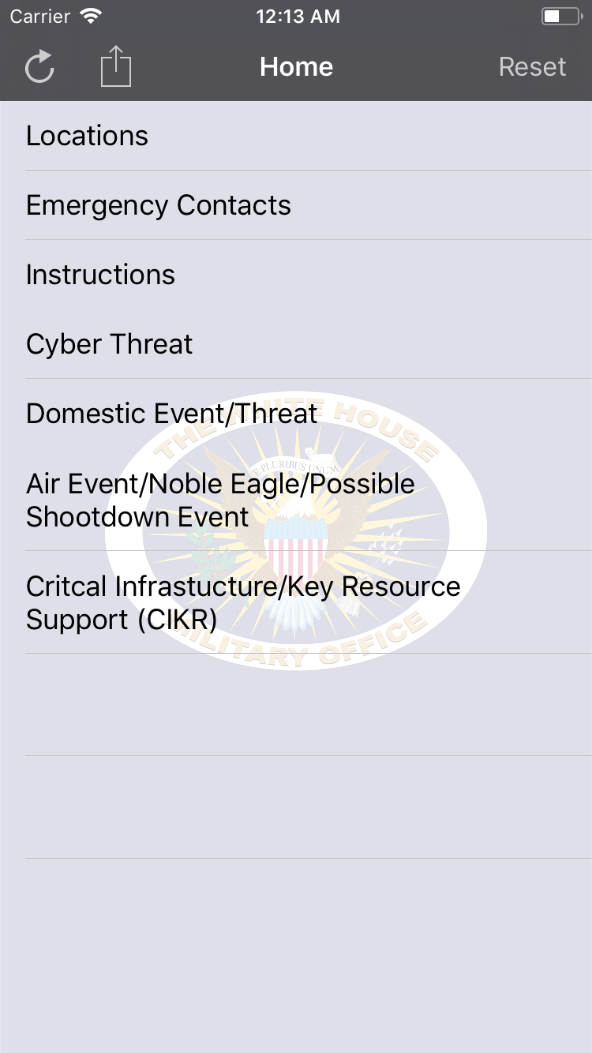 Carrier
12:13 AM
Home
Reset
Locations
Emergency Contacts
Instructions
Cyber Threat
Domestic Event/Threat
THE WHITE HOUSE
E PLURIBUS UNUM
Air Event/Noble Eagle/Possible
Shootdown Event
Critcal Infrastucture/Key Resource
Support (CIKR)
MILITARY OFFICE